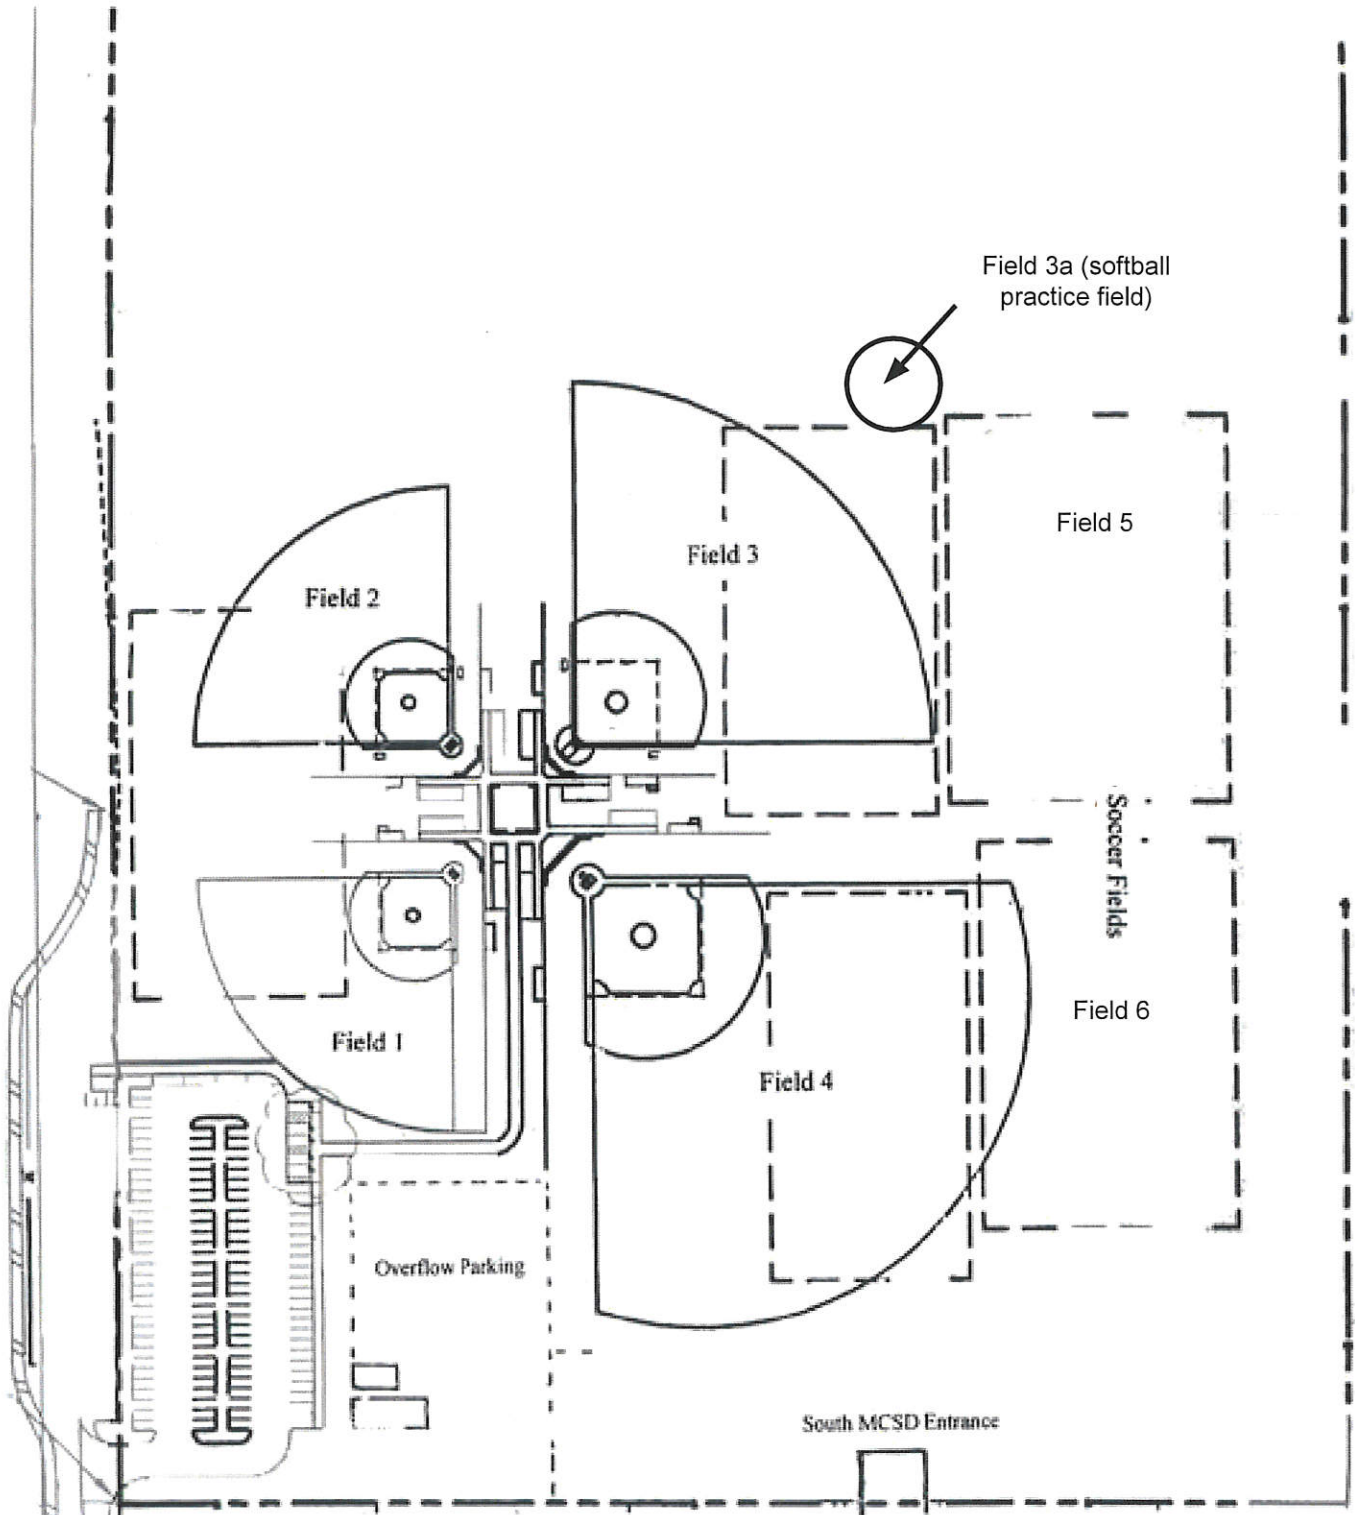 Field 3a (softball
practice field)
Field 5
Field 3
Field 2
Soccer Fields
Field 6
Field 1
Field 4
Overflow Parking
South MCSD Entrance